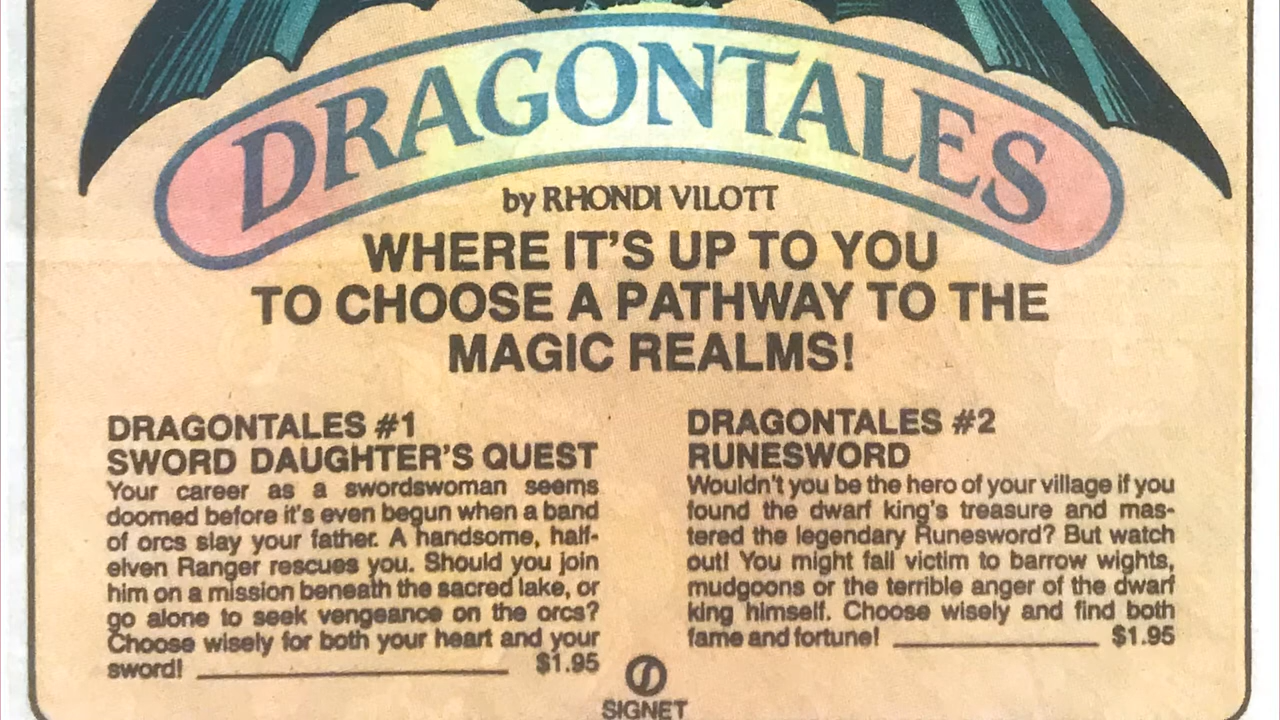 DRAGONTALES
by RHONDI VILOTT
WHERE IT'S UP TO YOU
TO CHOOSE A PATHWAY TO THE
MAGIC REALMS!
DRAGONTALES #1
SWORD DAUGHTER'S QUEST
Your career as a swordswoman seems
doomed before it's even begun when a band
of orcs slay your father. A handsome, half-
elven Ranger rescues you. Should you join
him on a mission beneath the sacred lake, or
go alone to seek vengeance on the orcs?
Choose wisely for both your heart and your
sword! $1.95
DRAGONTALES #2
RUNESWORD
Wouldn't you be the hero of your village if you
found the dwarf king's treasure and mas-
tered the legendary Runesword? But watch
out! You might fall victim to barrow wights,
mudgoons or the terrible anger of the dwarf
king himself. Choose wisely and find both
fame and fortune! $1.95
SIGNET